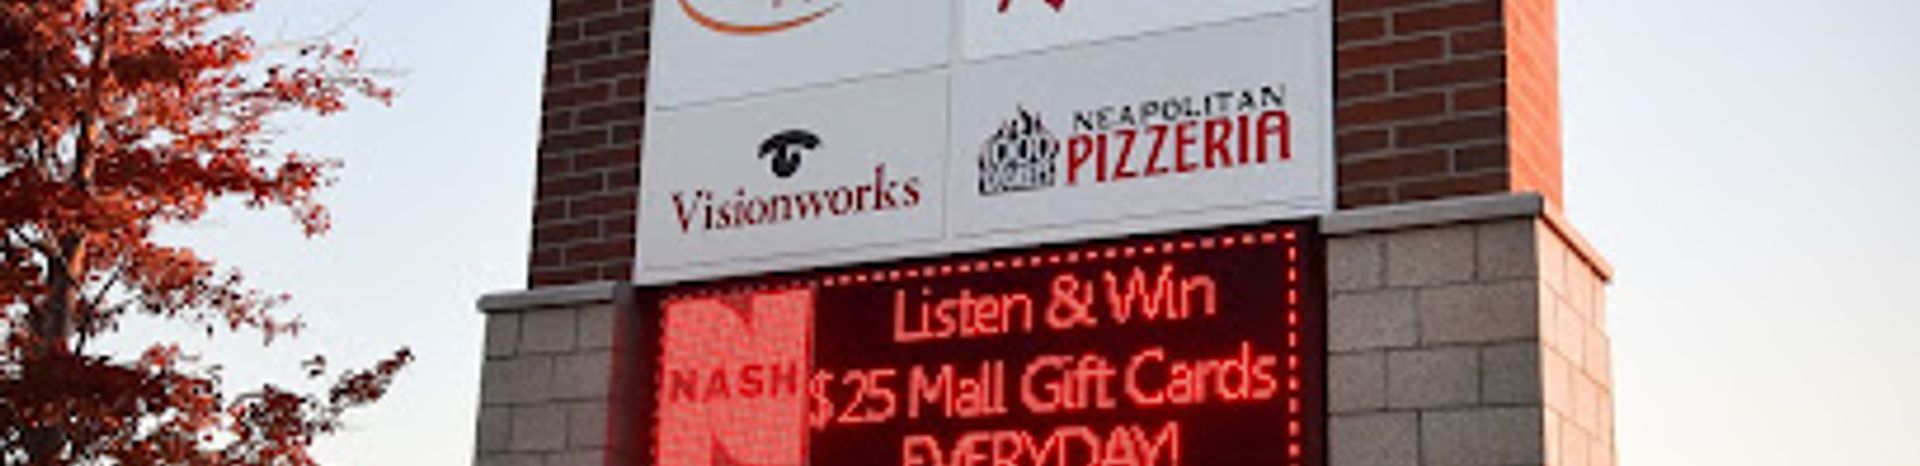 Visionworks
NEAPOLITAN
PIZZERIA
NASH
Listen & Win
$25 Mall Gift Cards
EVERYDAY!